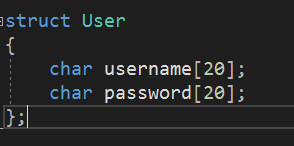 struct User
{
    char username[20];
    char password[20];
};